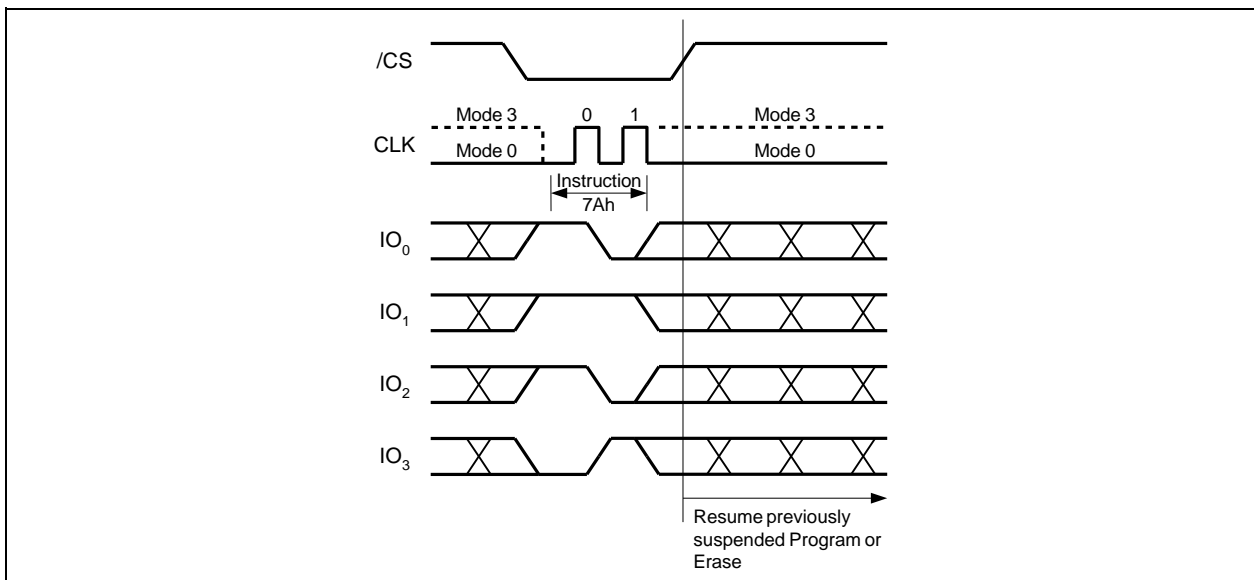 /CS
Mode 3 0 1 Mode 3
CLK
Mode 0 Mode 0
Instruction
7Ah
IO0
IO1
IO2
IO3
Resume previously
suspended Program or
Erase